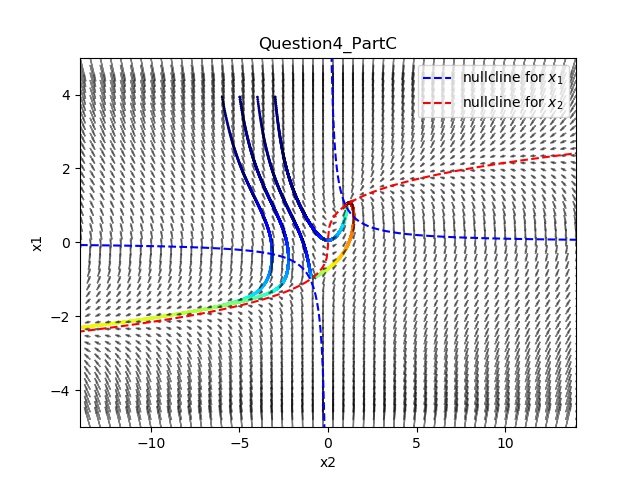 Question4_PartC
nullcline for x₁
nullcline for x₂
x1
4
2
0
−2
−4
−10
−5
0
5
10
x2